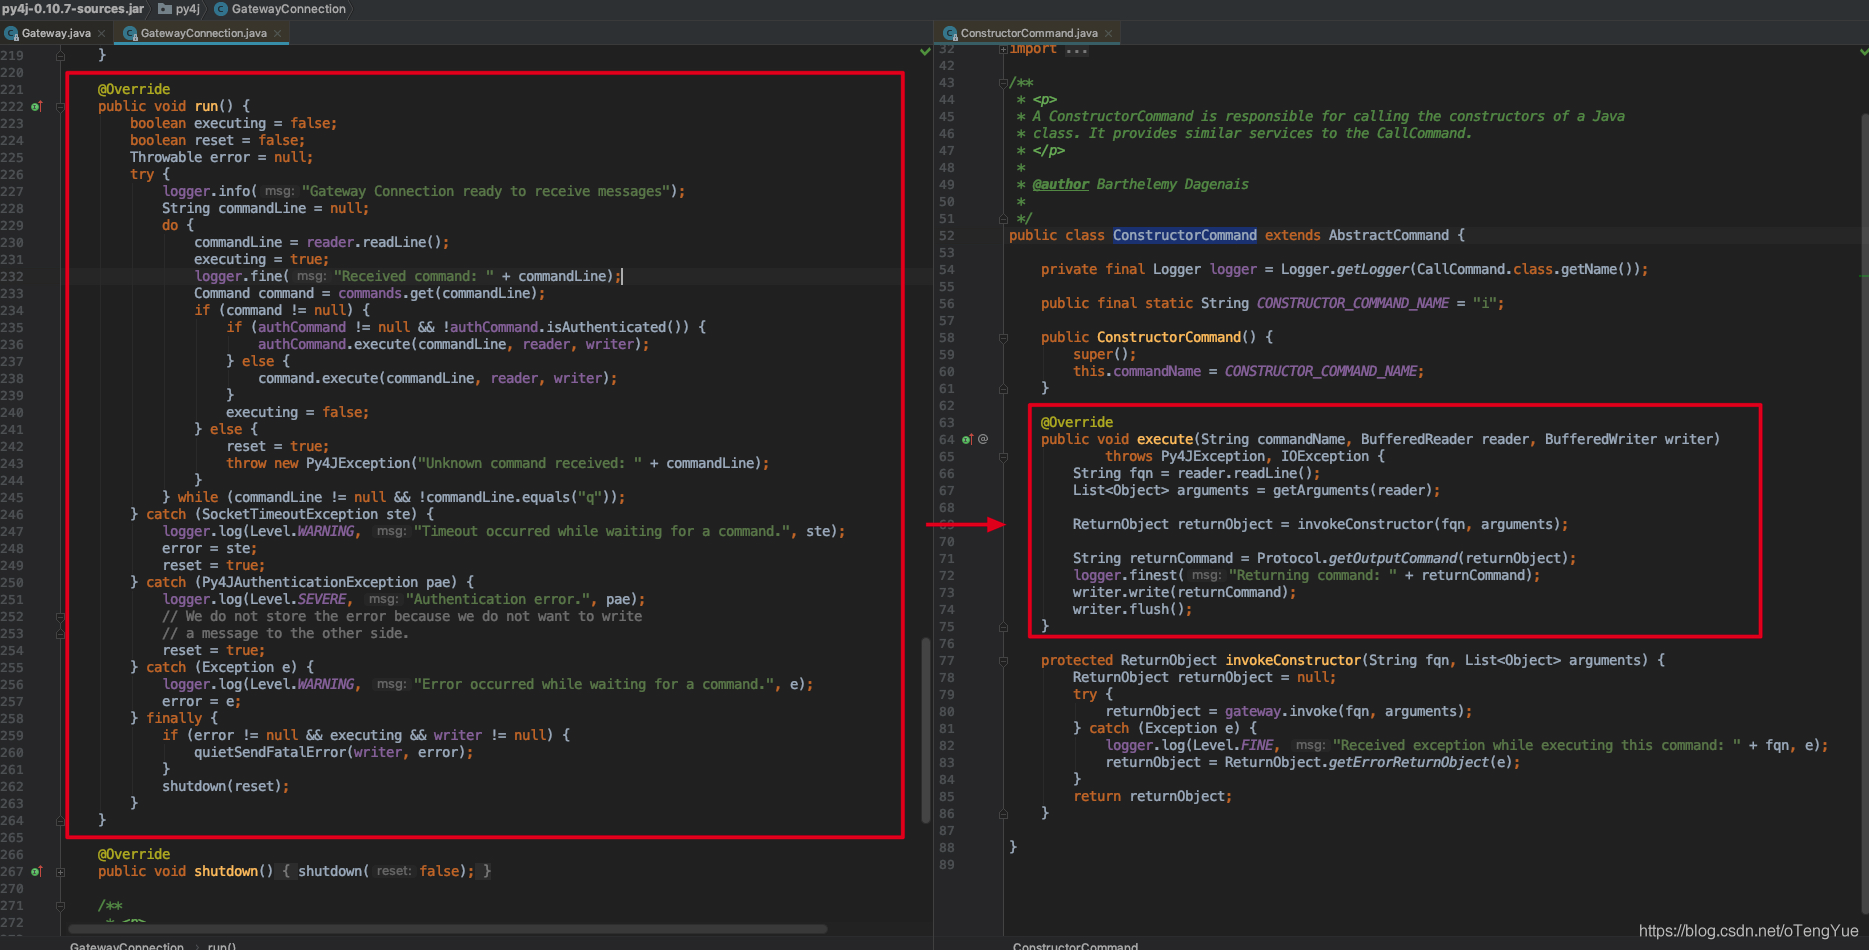 py4j-0.10.7-sources.jar py4j GatewayConnection
Gateway.java GatewayConnection.java
219 }
220
221 @Override
222 public void run() {
223 boolean executing = false;
224 boolean reset = false;
225 Throwable error = null;
226 try {
227 logger.info( msg: "Gateway Connection ready to receive messages");
228 String commandLine = null;
229 do {
230 commandLine = reader.readLine();
231 executing = true;
232 logger.fine( msg: "Received command: " + commandLine);
233 Command command = commands.get(commandLine);
234 if (command != null) {
235 if (authCommand != null && !authCommand.isAuthenticated()) {
236 authCommand.execute(commandLine, reader, writer);
237 } else {
238 command.execute(commandLine, reader, writer);
239 }
240 executing = false;
241 } else {
242 reset = true;
243 throw new Py4JException("Unknown command received: " + commandLine);
244 }
245 } while (commandLine != null && !commandLine.equals("q"));
246 } catch (SocketTimeoutException ste) {
247 logger.log(Level.WARNING, msg: "Timeout occurred while waiting for a command.", ste);
248 error = ste;
249 reset = true;
250 } catch (Py4JAuthenticationException pae) {
251 logger.log(Level.SEVERE, msg: "Authentication error.", pae);
252 // We do not store the error because we do not want to write
253 // a message to the other side.
254 reset = true;
255 } catch (Exception e) {
256 logger.log(Level.WARNING, msg: "Error occurred while waiting for a command.", e);
257 error = e;
258 } finally {
259 if (error != null && executing && writer != null) {
260 quietSendFatalError(writer, error);
261 }
262 shutdown(reset);
263 }
264 }
265
266 @Override
267 public void shutdown() { shutdown( reset: false); }
270
271 /**
272 * <p>
GatewayConnection run()
ConstructorCommand.java
32 import ...
42
43 /**
44 * <p>
45 * A ConstructorCommand is responsible for calling the constructors of a Java
46 * class. It provides similar services to the CallCommand.
47 * </p>
48 *
49 * @author Barthelemy Dagenais
50 *
51 */
52 public class ConstructorCommand extends AbstractCommand {
53
54 private final Logger logger = Logger.getLogger(CallCommand.class.getName());
55
56 public final static String CONSTRUCTOR_COMMAND_NAME = "i";
57
58 public ConstructorCommand() {
59 super();
60 this.commandName = CONSTRUCTOR_COMMAND_NAME;
61 }
62
63 @Override
64 @ public void execute(String commandName, BufferedReader reader, BufferedWriter writer)
65 throws Py4JException, IOException {
66 String fqn = reader.readLine();
67 List<Object> arguments = getArguments(reader);
68
69 ReturnObject returnObject = invokeConstructor(fqn, arguments);
70
71 String returnCommand = Protocol.getOutputCommand(returnObject);
72 logger.finest( msg: "Returning command: " + returnCommand);
73 writer.write(returnCommand);
74 writer.flush();
75 }
76
77 protected ReturnObject invokeConstructor(String fqn, List<Object> arguments) {
78 ReturnObject returnObject = null;
79 try {
80 returnObject = gateway.invoke(fqn, arguments);
81 } catch (Exception e) {
82 logger.log(Level.FINE, msg: "Received exception while executing this command: " + fqn, e);
83 returnObject = ReturnObject.getErrorReturnObject(e);
84 }
85 return returnObject;
86 }
87
88 }
89
ConstructorCommand
https://blog.csdn.net/oTengYue